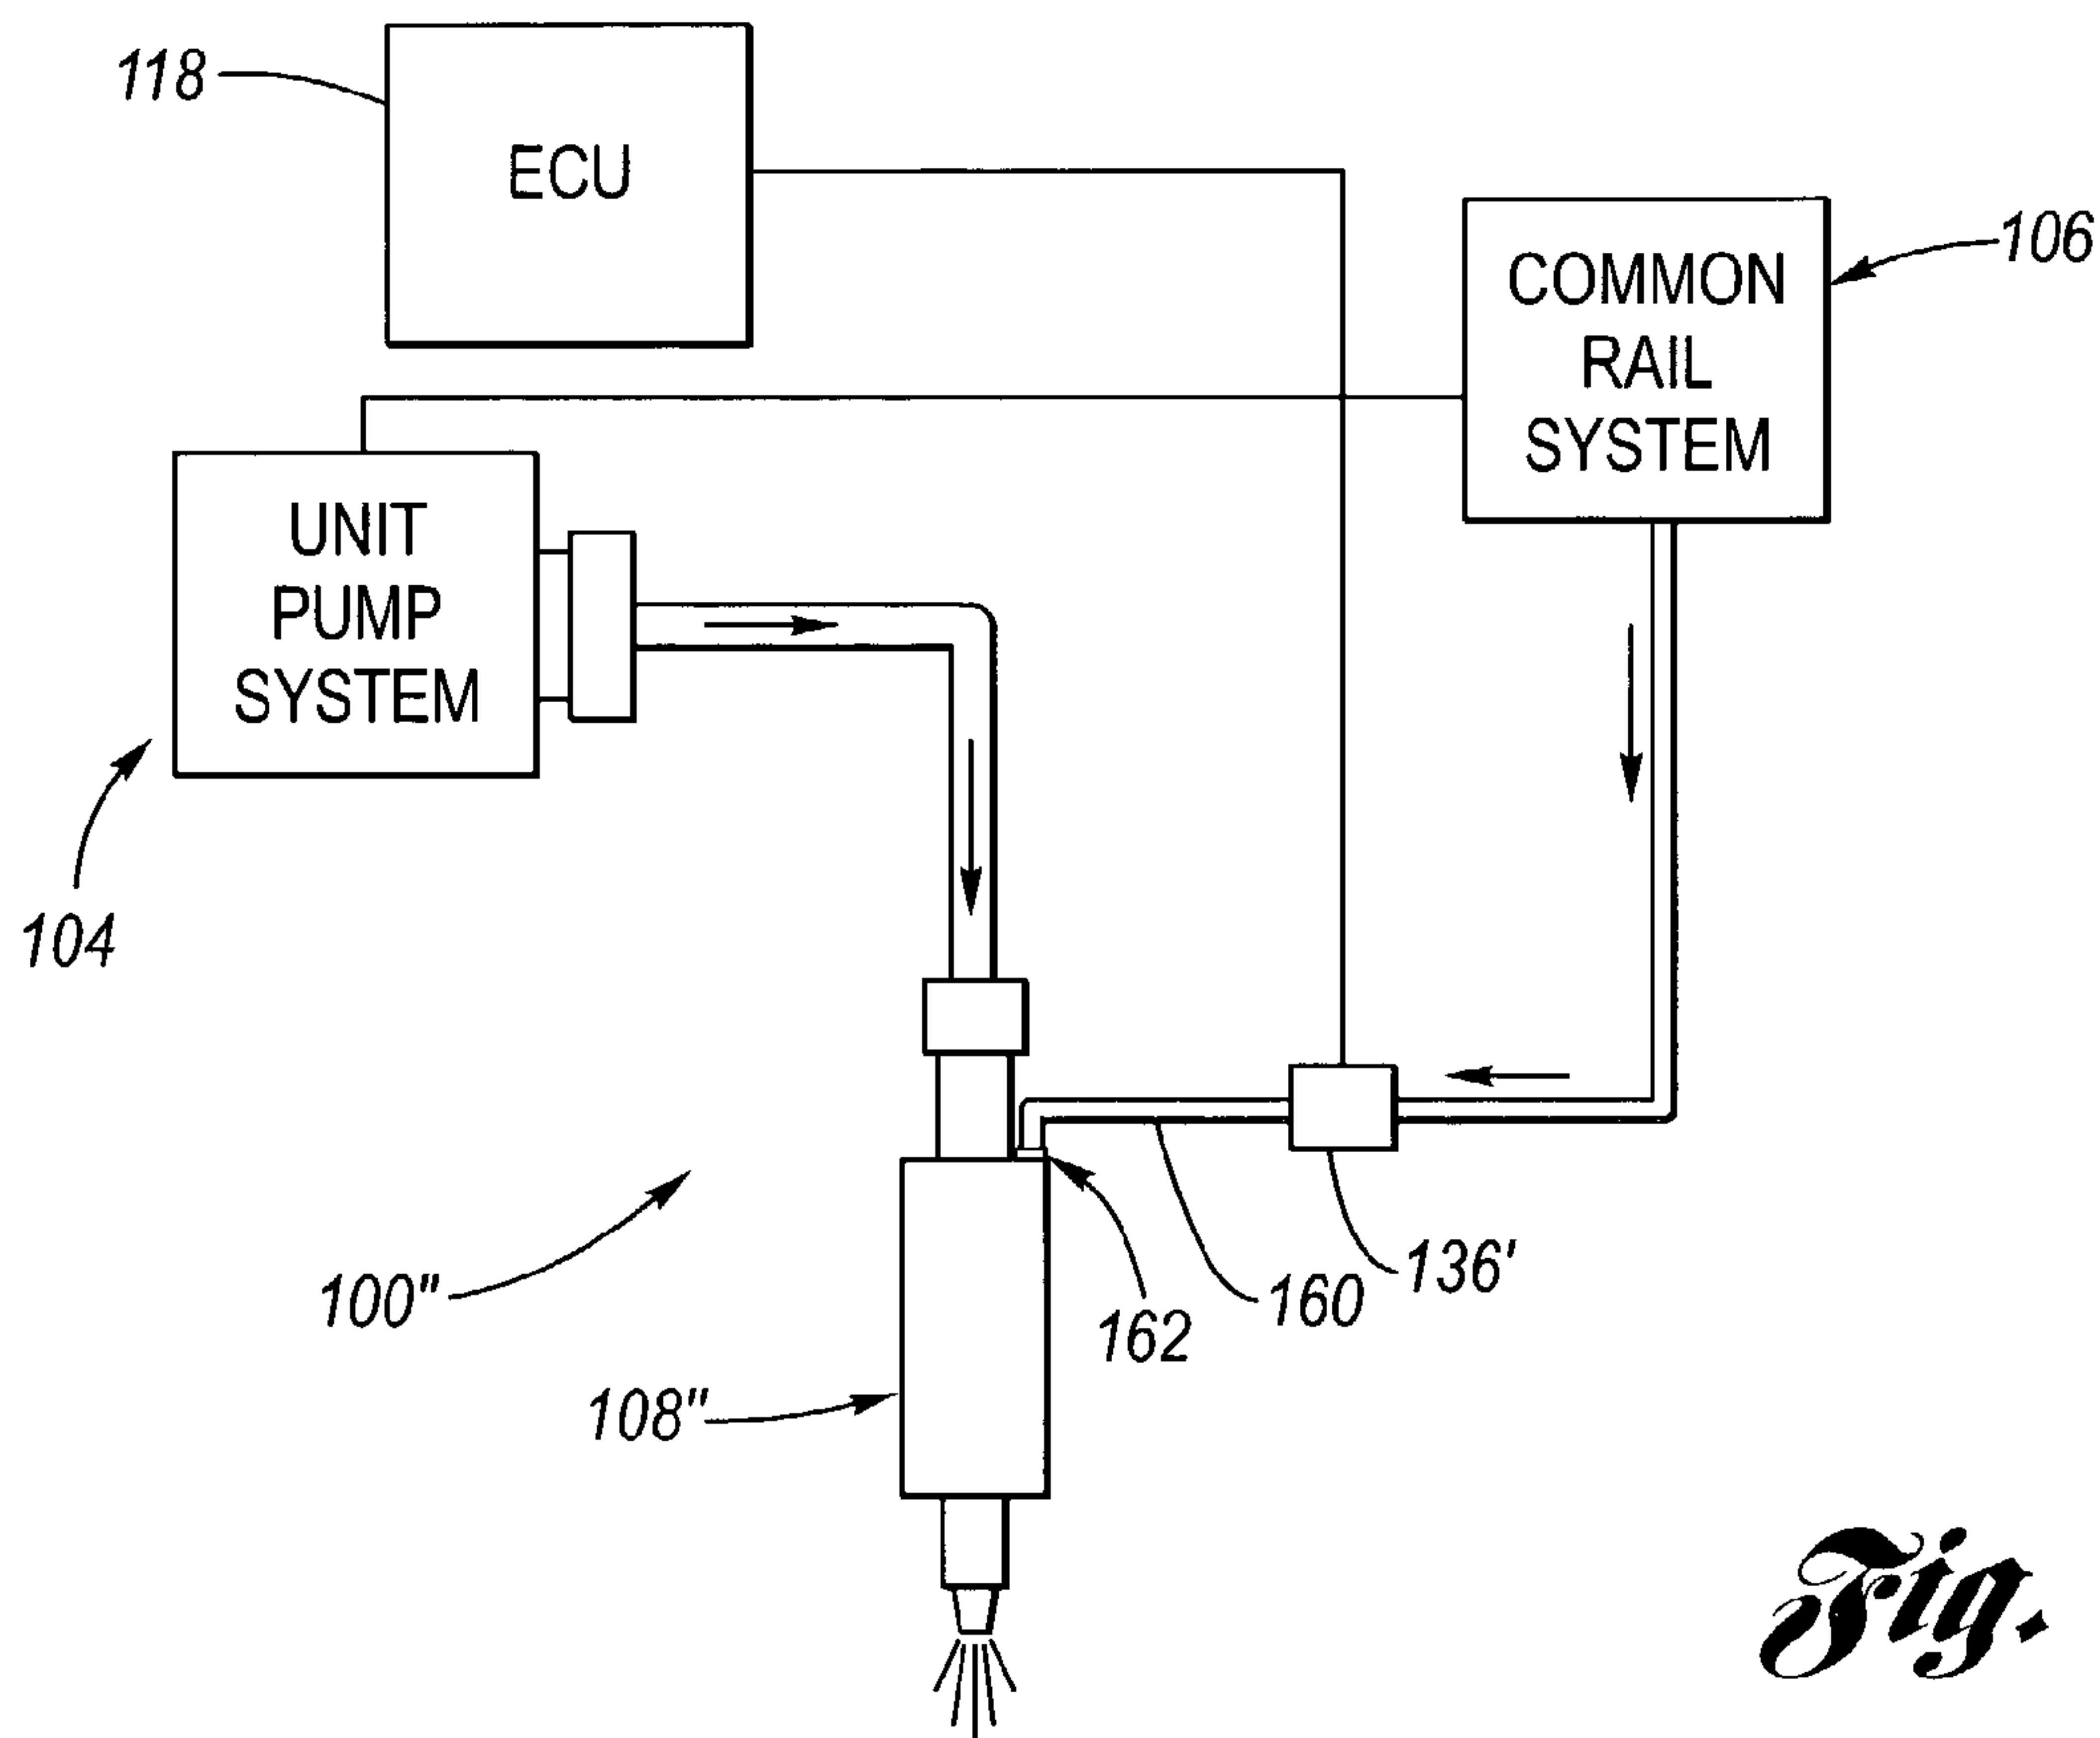 118
ECU
COMMON
RAIL
SYSTEM
106
UNIT
PUMP
SYSTEM
104
100"
108"
162
160
136'
Fig.